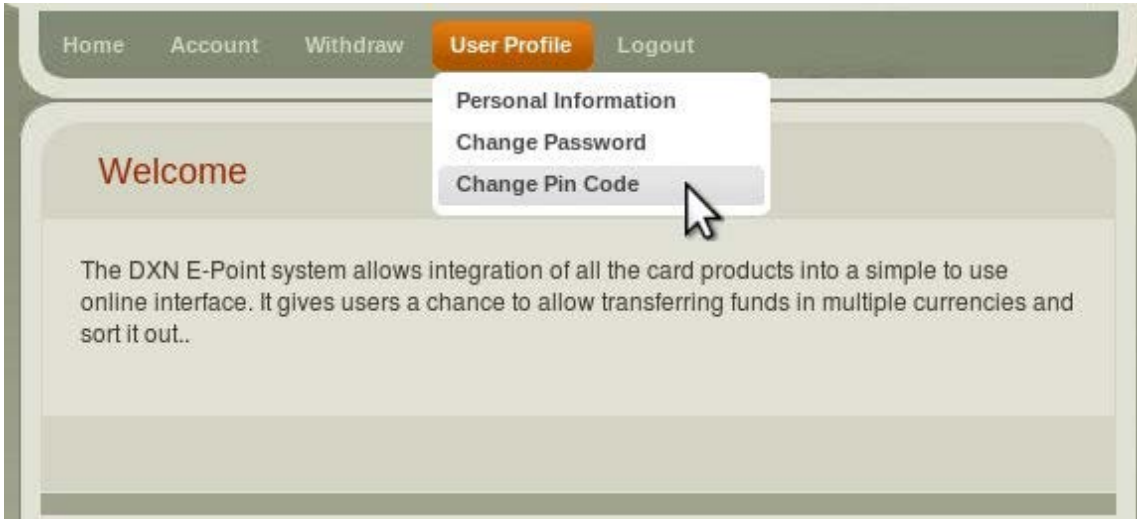 Home Account Withdraw User Profile Logout
Personal Information
Change Password
Change Pin Code
Welcome
The DXN E-Point system allows integration of all the card products into a simple to use
online interface. It gives users a chance to allow transferring funds in multiple currencies and
sort it out..